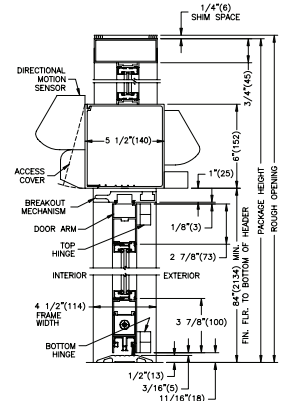 1/4"(6)
SHIM SPACE
DIRECTIONAL
MOTION
SENSOR
3/4"(45)
5 1/2"(140)
6"(152)
ACCESS
COVER
1"(25)
BREAKOUT
MECHANISM
DOOR ARM
1/8"(3)
TOP
HINGE
2 7/8"(73)
INTERIOR
EXTERIOR
4 1/2"(114)
FRAME
WIDTH
3 7/8"(100)
BOTTOM
HINGE
1/2"(13)
3/16"(5)
11/16"(18)
84"(2134) MIN.
FIN. FLR. TO BOTTOM OF HEADER
PACKAGE HEIGHT
ROUGH OPENING